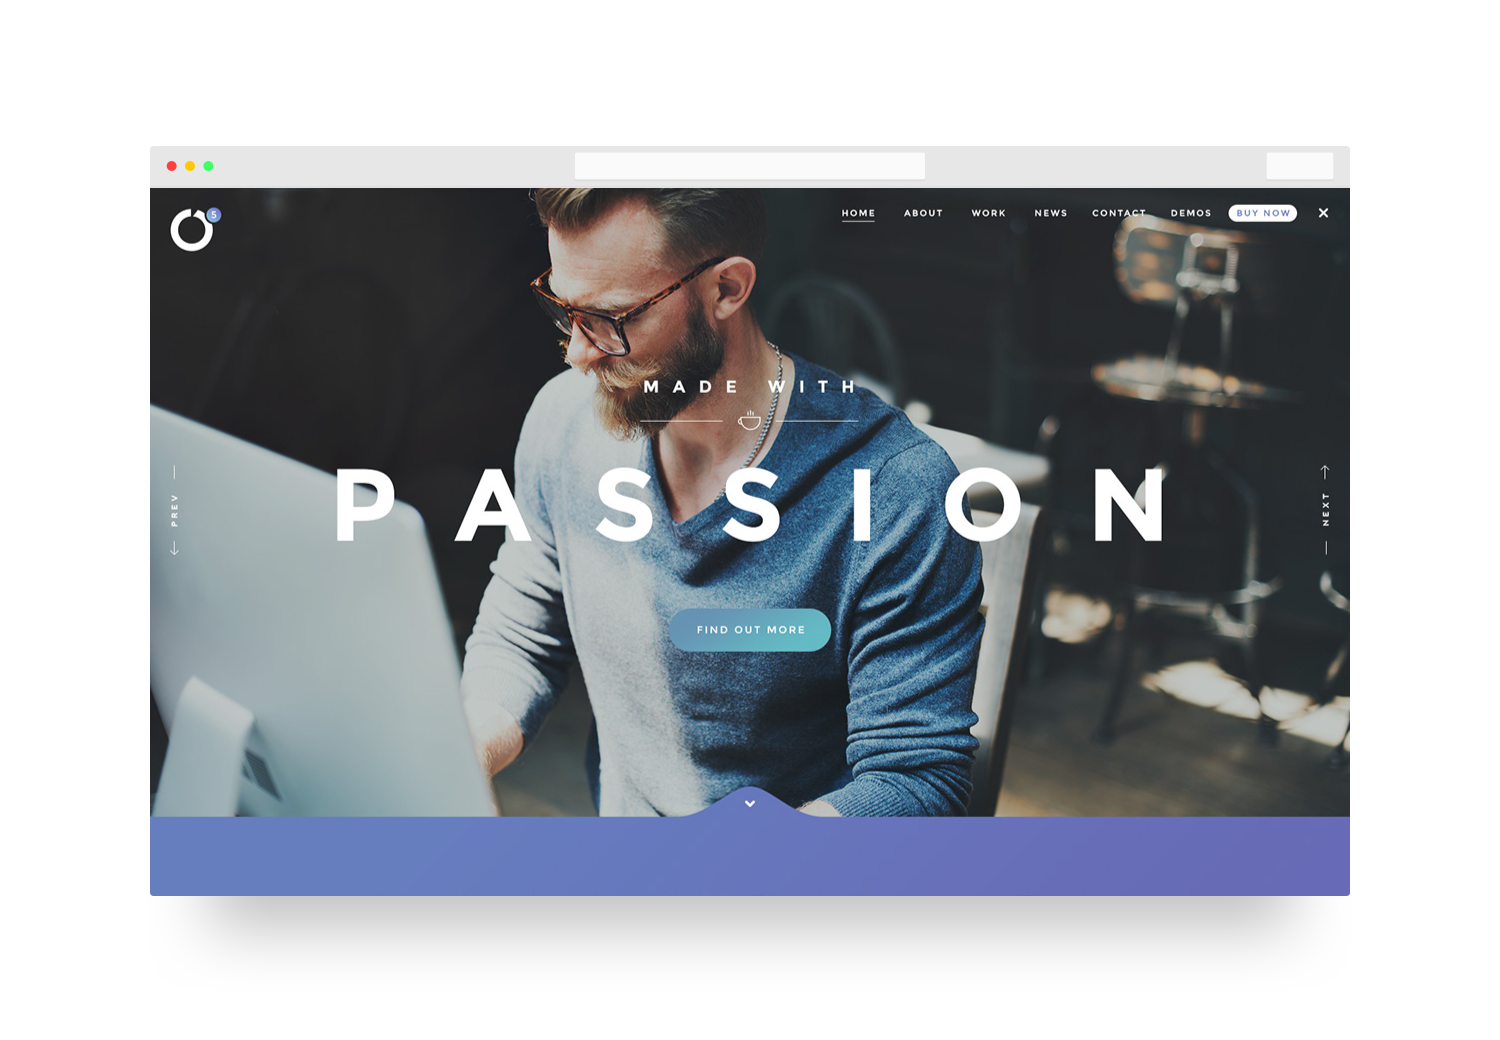 5
HOME ABOUT WORK NEWS CONTACT DEMOS BUY NOW
MADE WITH
PASSION
PREV
NEXT
FIND OUT MORE